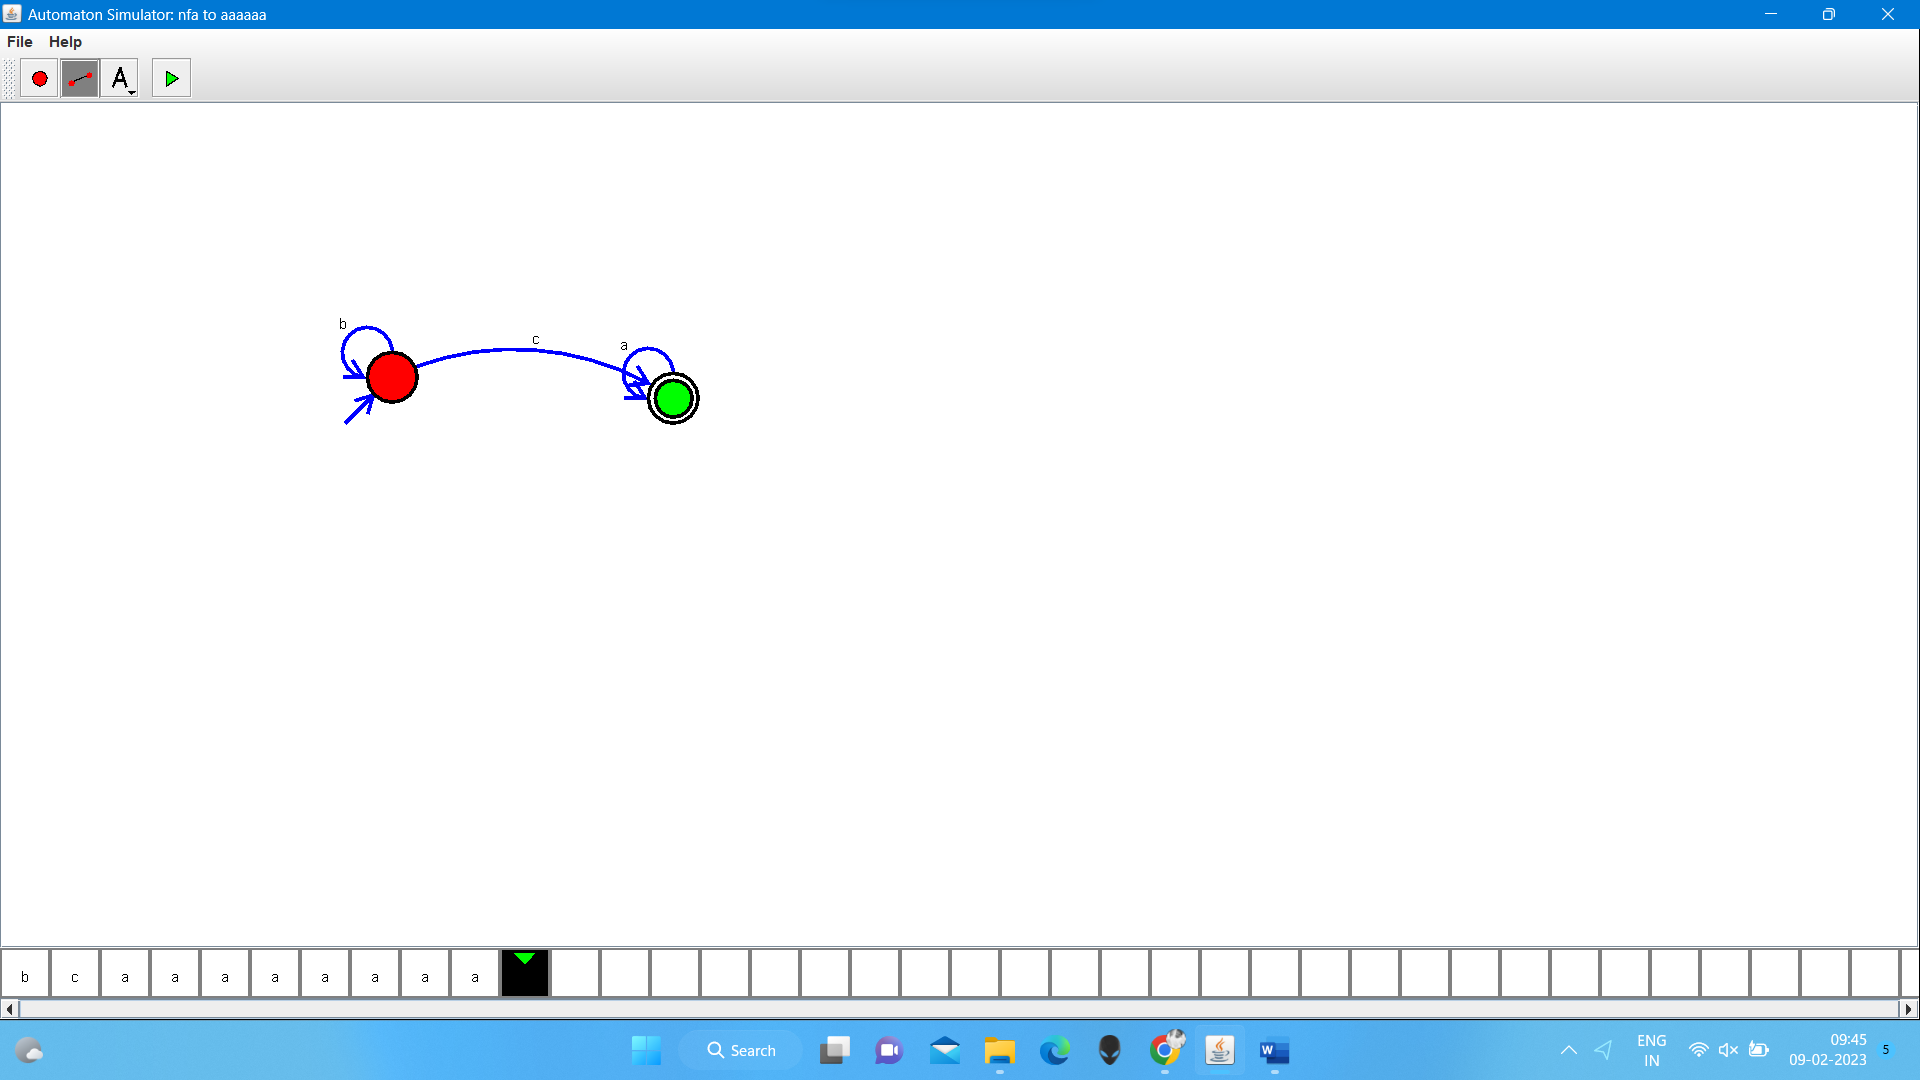 Automaton Simulator: nfa to aaaaaa
File Help
A
b
c
a
b c a a a a a a a a
Search
W
ENG
IN
09:45
09-02-2023
5